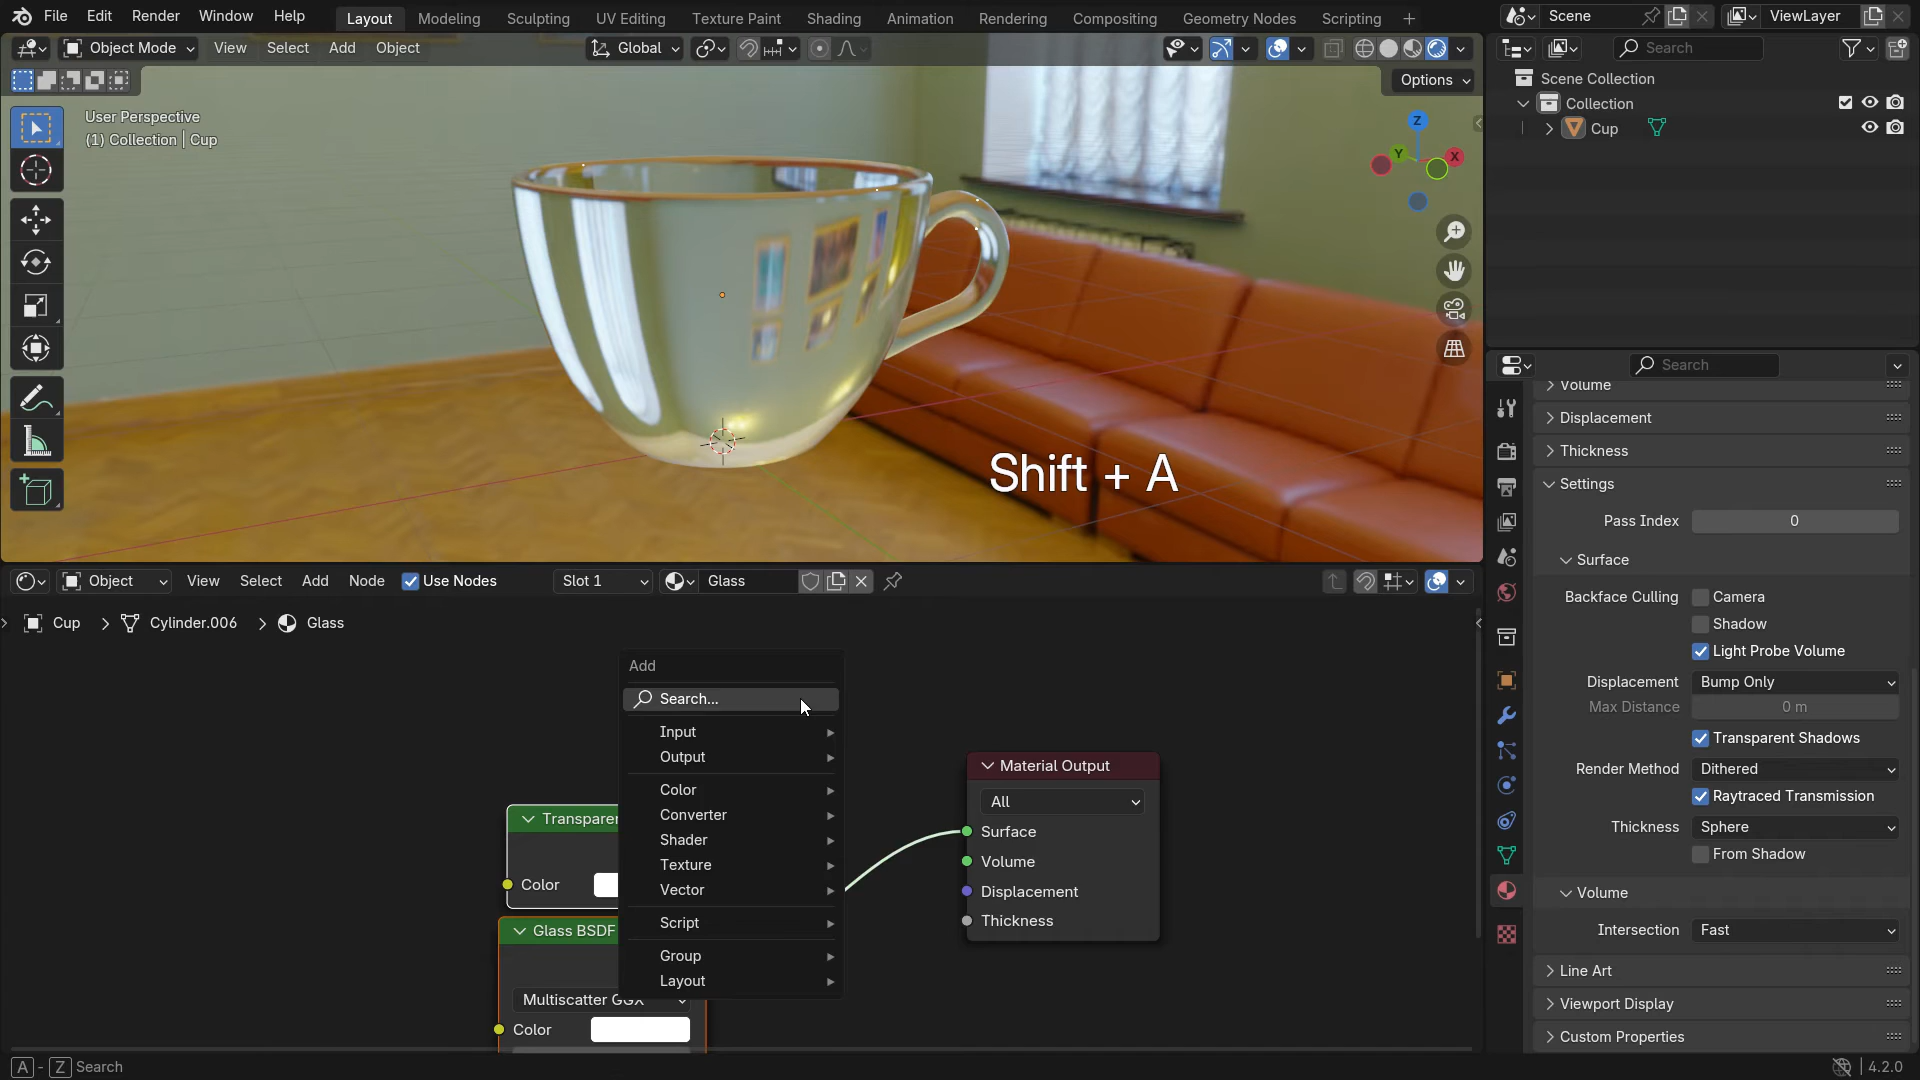 File Edit Render Window Help Layout Modeling Sculpting UV Editing Texture Paint Shading Animation Rendering Compositing Geometry Nodes Scripting + Scene ViewLayer
Object Mode View Select Add Object Global Search
Options
User Perspective
(1) Collection | Cup
Z
Y
X
Scene Collection
Collection
Cup
Shift + A
Search
Volume
Displacement
Thickness
Settings
Pass Index 0
Surface
Backface Culling Camera
Shadow
Light Probe Volume
Displacement Bump Only
Max Distance 0 m
Transparent Shadows
Render Method Dithered
Raytraced Transmission
Thickness Sphere
From Shadow
Volume
Intersection Fast
Line Art
Viewport Display
Custom Properties
Object View Select Add Node Use Nodes Slot 1 Glass
Cup > Cylinder.006 > Glass
Add
Search...
Input
Output
Color
Converter
Shader
Texture
Vector
Script
Group
Layout
Material Output
All
Surface
Volume
Displacement
Thickness
Color
Glass BSDF
Multiscatter GGX
Color
A - Z Search
4.2.0